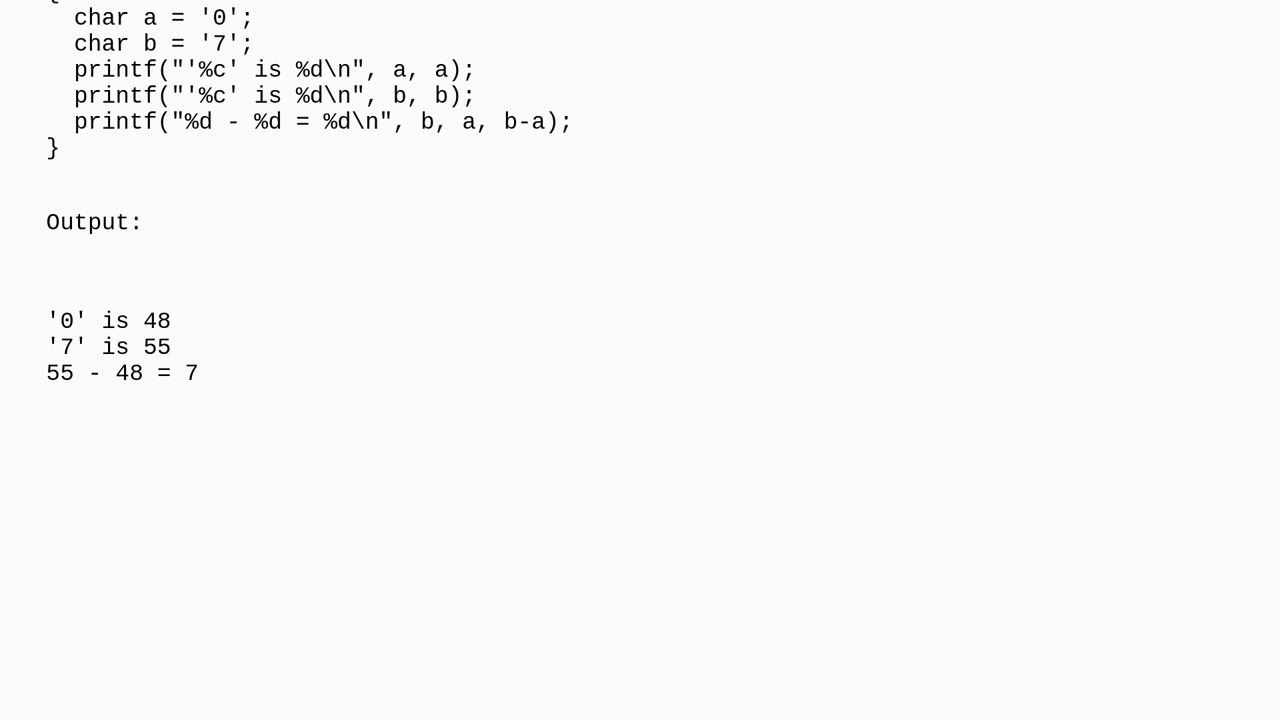 {
  char a = '0';
  char b = '7';
  printf("'%c' is %d\n", a, a);
  printf("'%c' is %d\n", b, b);
  printf("%d - %d = %d\n", b, a, b-a);
}
Output:
'0' is 48
'7' is 55
55 - 48 = 7